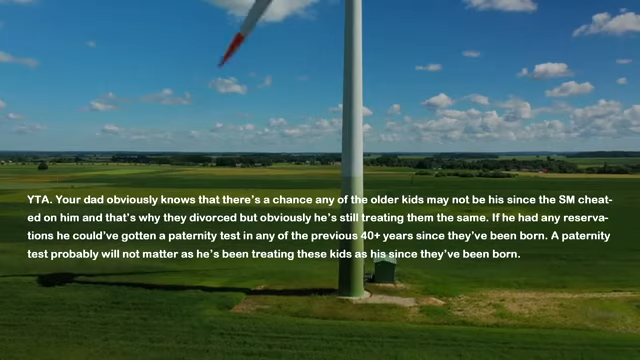 YTA. Your dad obviously knows that there's a chance any of the older kids may not be his since the SM cheat-
ed on him and that's why they divorced but obviously he's still treating them the same. If he had any reserva-
tions he could've gotten a paternity test in any of the previous 40+ years since they've been born. A paternity
test probably will not matter as he's been treating these kids as his since they've been born.